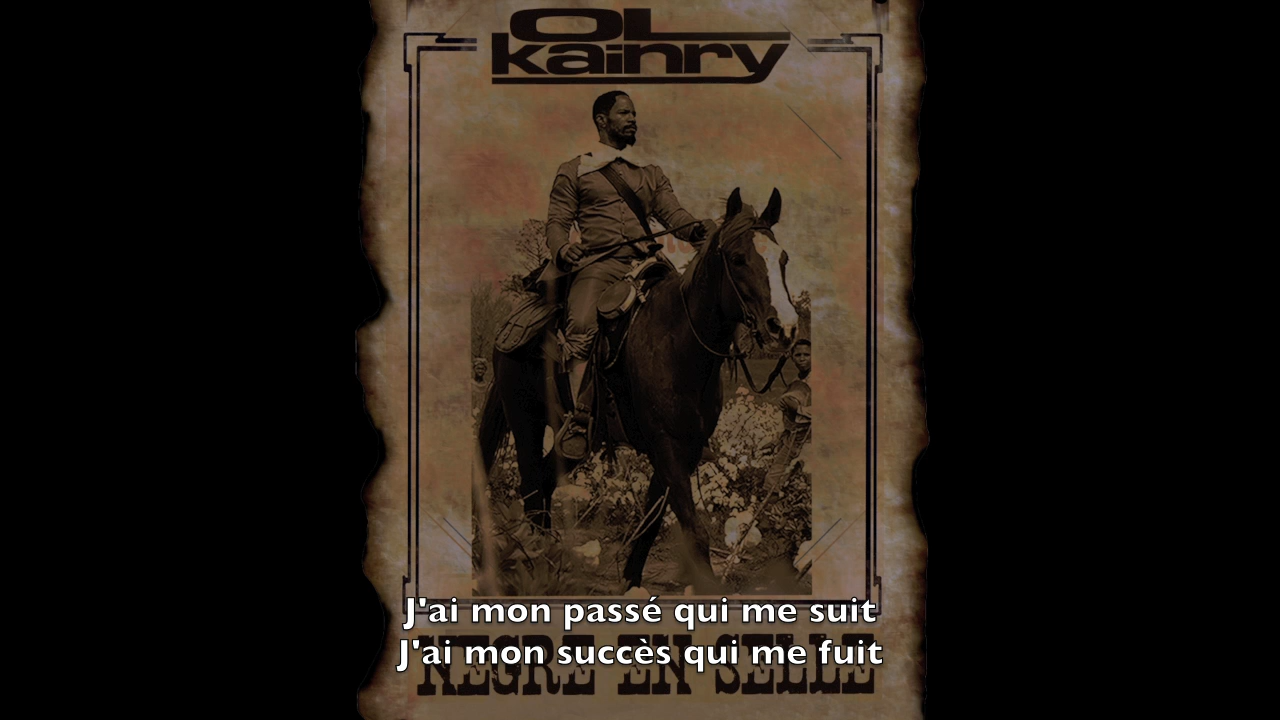 OL
kainry
J'ai mon passé qui me suit
J'ai mon succès qui me fuit
NEGRE EN SELLE